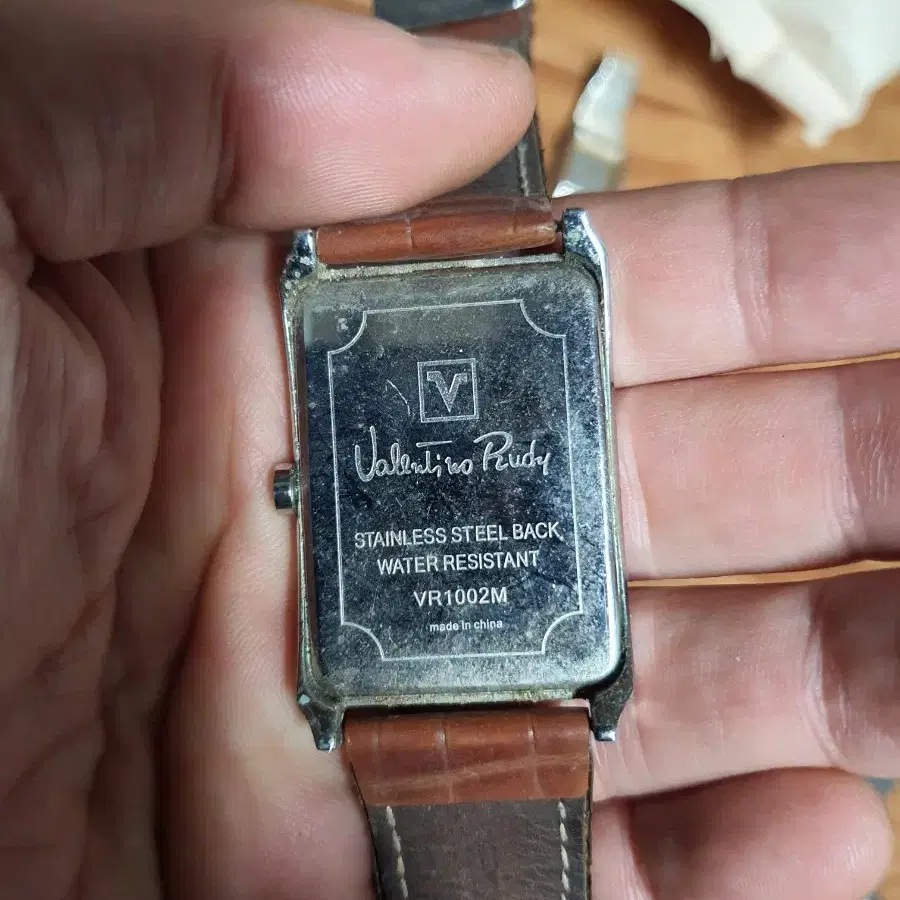 V
Valentino Rudy
STAINLESS STEEL BACK
WATER RESISTANT
VR1002M
made in china